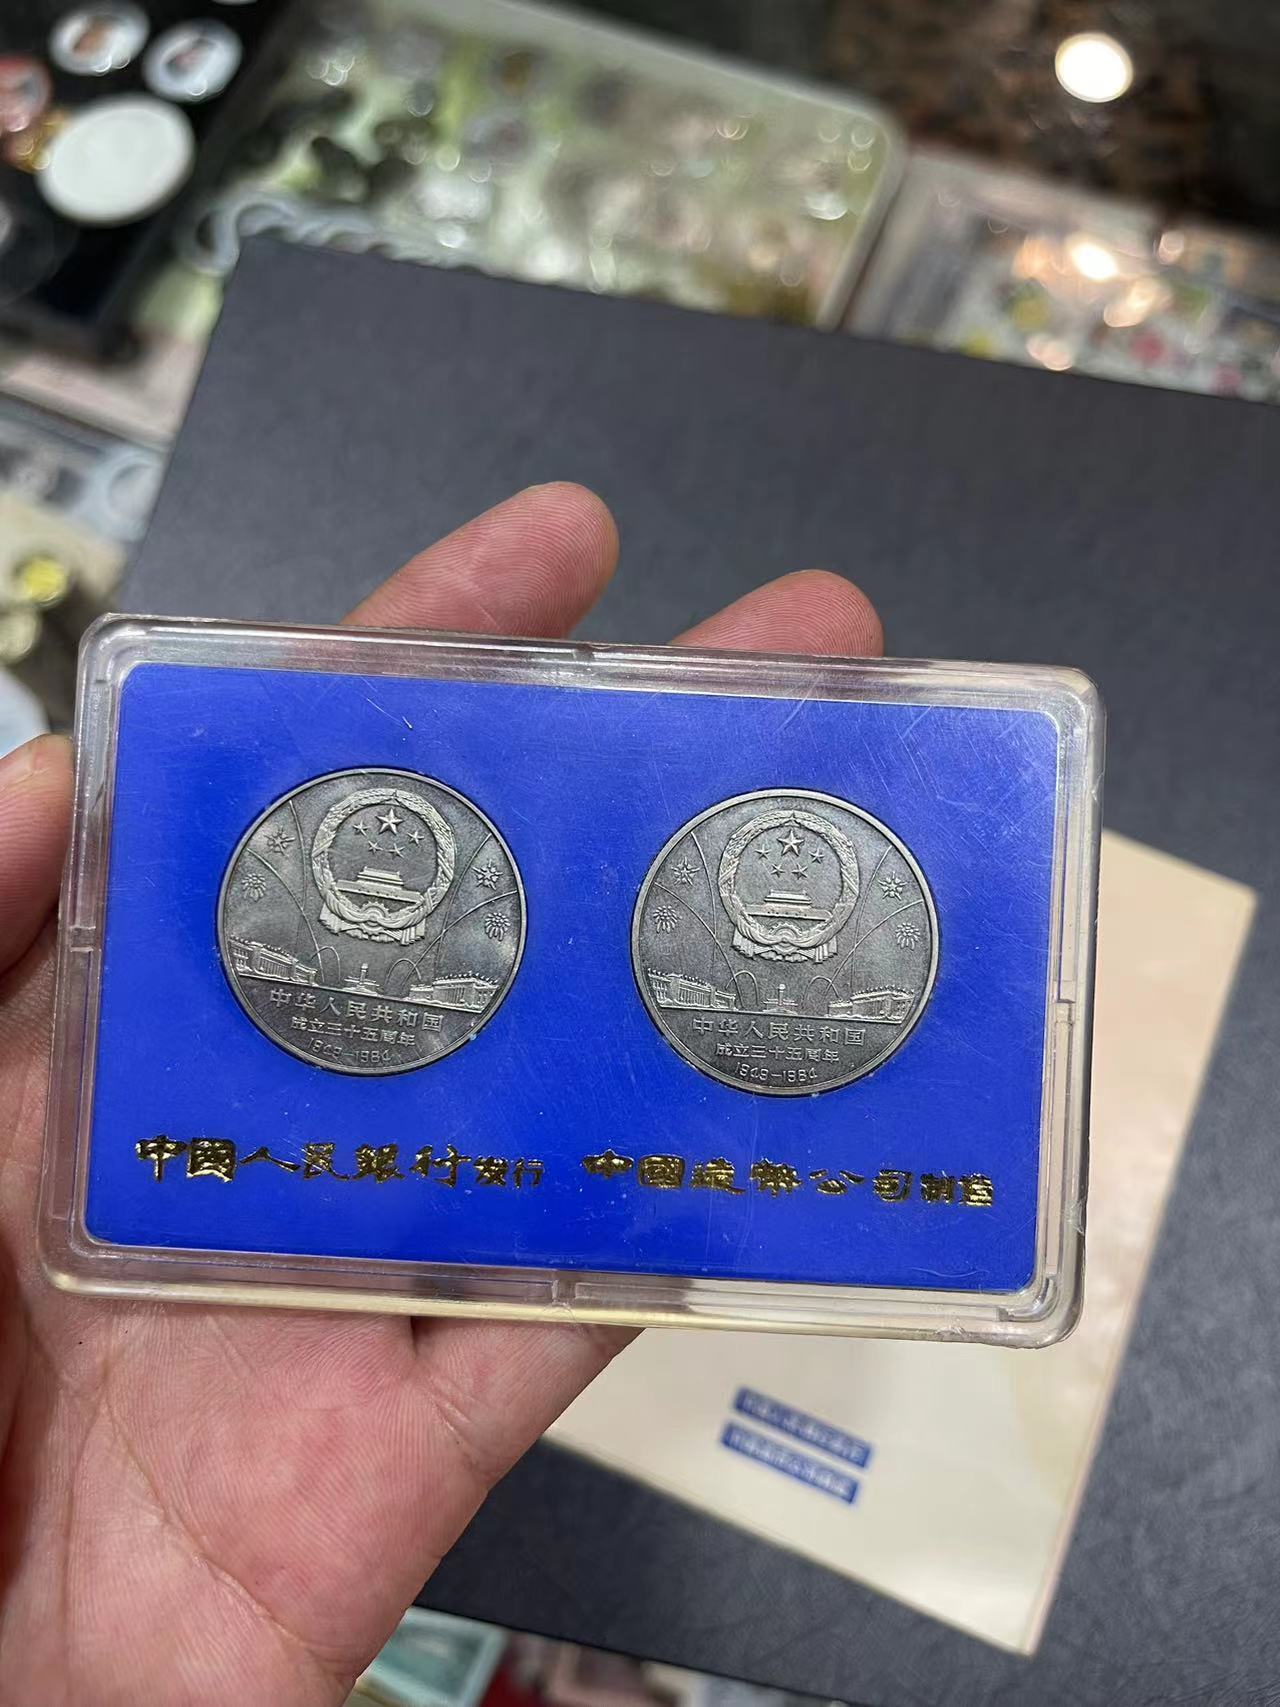 中华人民共和国
成立三十五周年
1949-1984
中华人民共和国
成立三十五周年
1949-1984
中國人民銀行发行 中國造幣公司制造